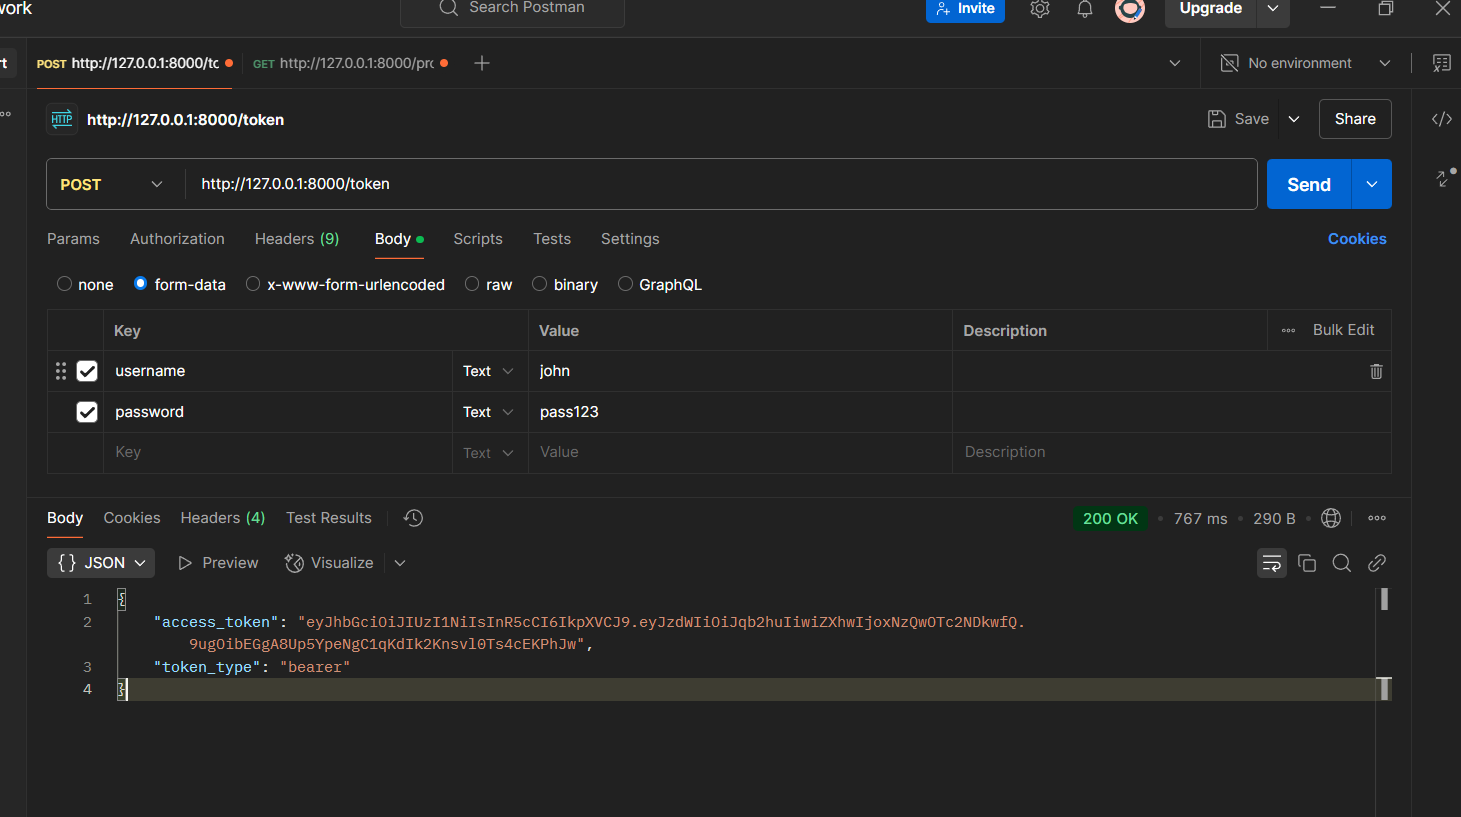 work
Search Postman
Invite
Upgrade
rt
POST http://127.0.0.1:8000/tc
GET http://127.0.0.1:8000/prc
No environment
HTTP http://127.0.0.1:8000/token
Save
Share
POST http://127.0.0.1:8000/token
Send
Params Authorization Headers (9) Body Scripts Tests Settings
Cookies
none form-data x-www-form-urlencoded raw binary GraphQL
Key Value Description Bulk Edit
username Text john
password Text pass123
Key Text Value Description
Body Cookies Headers (4) Test Results
200 OK 767 ms 290 B
{} JSON Preview Visualize
1 {
2 "access_token": "eyJhbGciOiJIUzI1NiIsInR5cCI6IkpXVCJ9.eyJzdWIiOiJqb2huIiwiZXhwIjoxNzQwOTc2NDkwfQ.
9ugOibEGgA8Up5YpeNgC1qKdIk2Knsvl0Ts4cEKPhJw",
3 "token_type": "bearer"
4 }